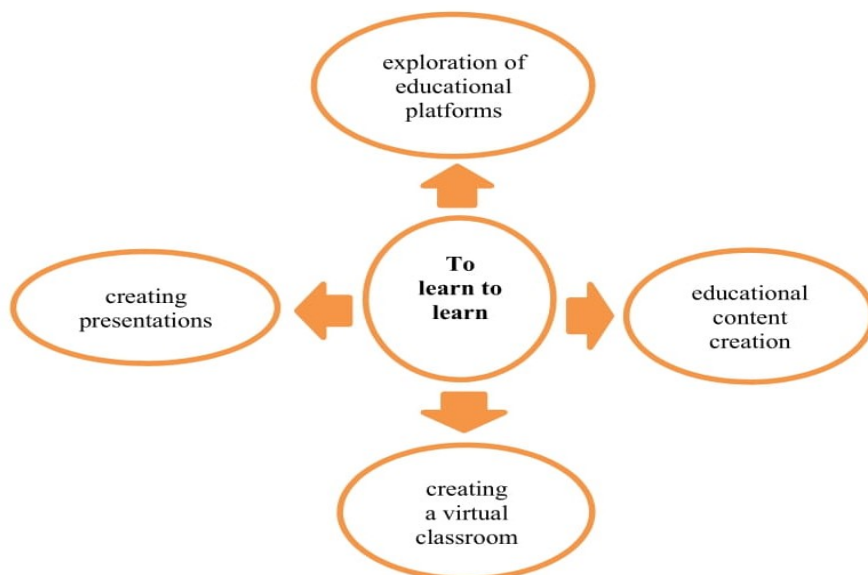 exploration of
educational
platforms
To
learn to
learn
creating
presentations
educational
content
creation
creating
a virtual
classroom